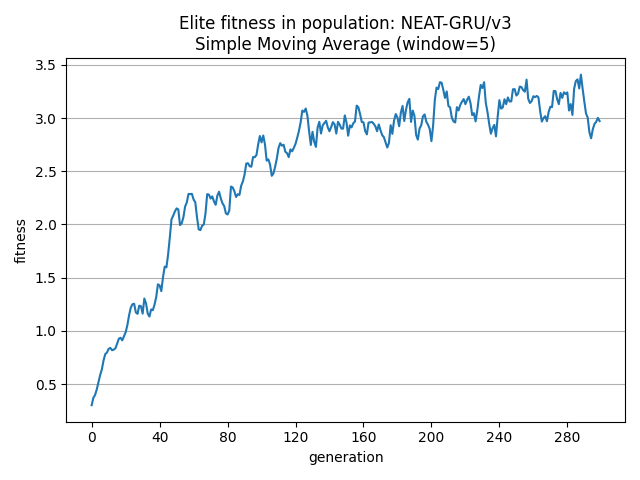 Elite fitness in population: NEAT-GRU/v3
Simple Moving Average (window=5)
fitness
3.5
3.0
2.5
2.0
1.5
1.0
0.5
0 40 80 120 160 200 240 280
generation